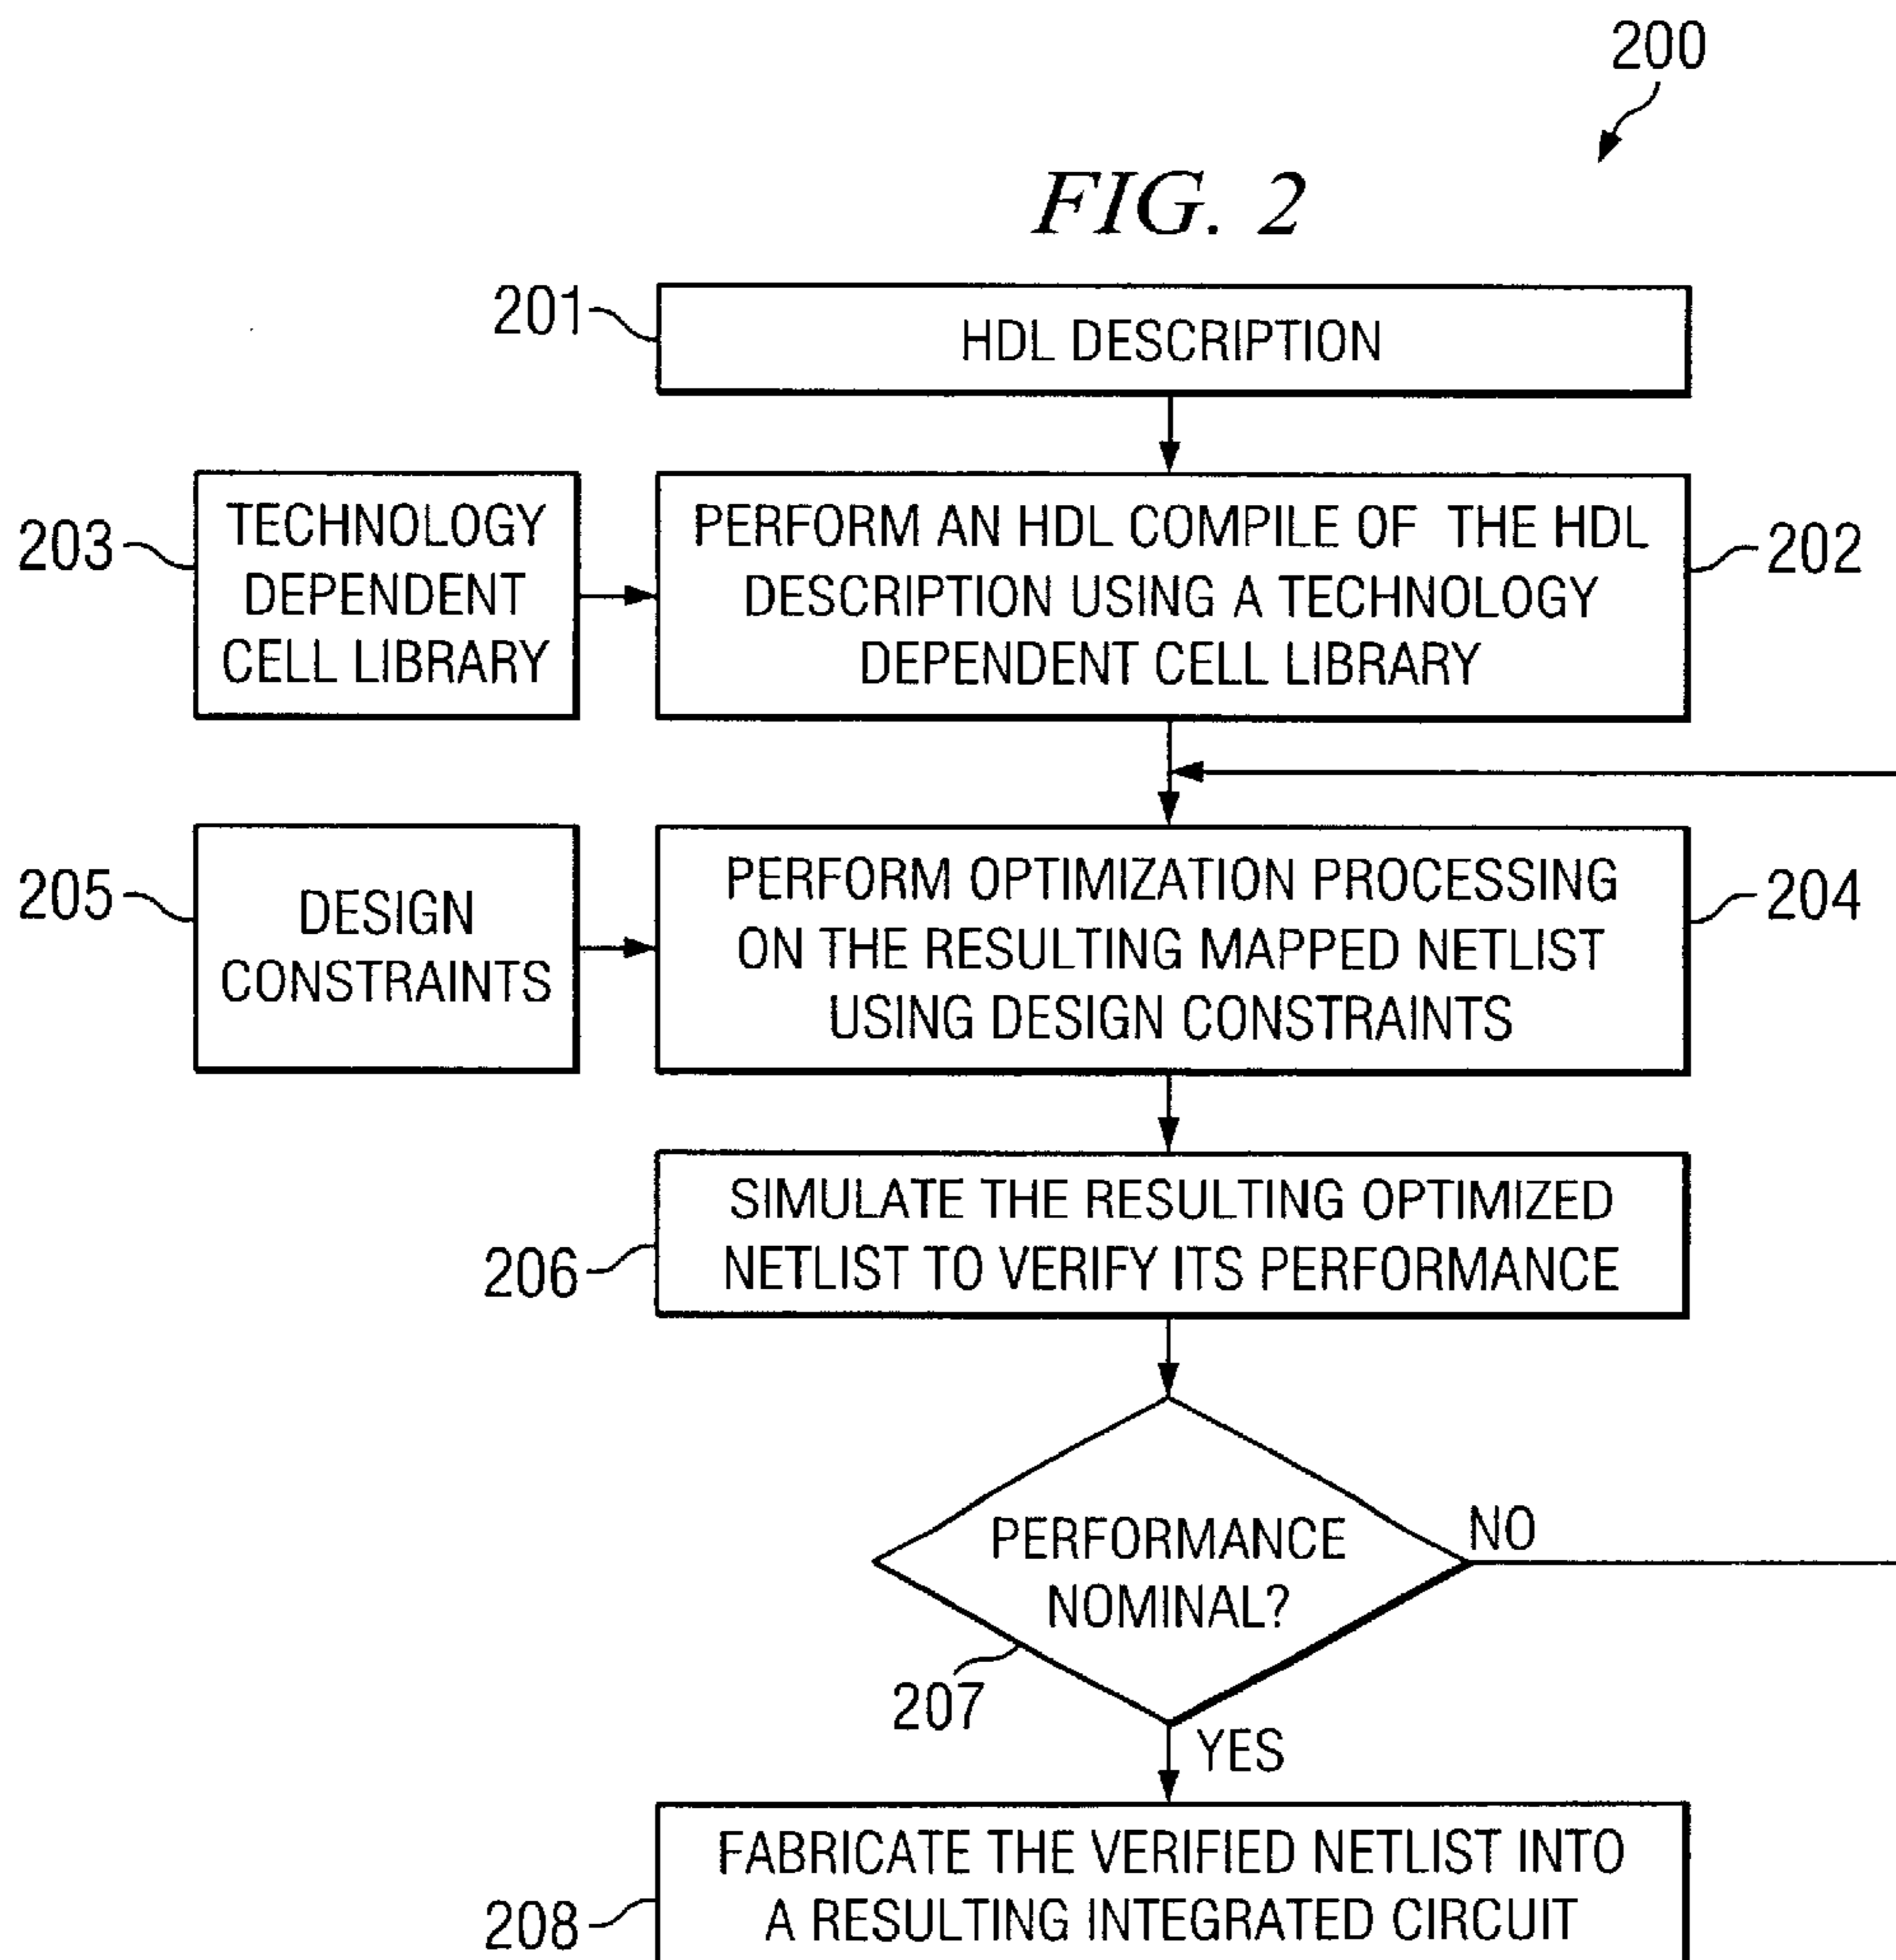 200
FIG. 2
201
HDL DESCRIPTION
203
TECHNOLOGY
DEPENDENT
CELL LIBRARY
PERFORM AN HDL COMPILE OF THE HDL
DESCRIPTION USING A TECHNOLOGY
DEPENDENT CELL LIBRARY
202
205
DESIGN
CONSTRAINTS
PERFORM OPTIMIZATION PROCESSING
ON THE RESULTING MAPPED NETLIST
USING DESIGN CONSTRAINTS
204
SIMULATE THE RESULTING OPTIMIZED
NETLIST TO VERIFY ITS PERFORMANCE
206
PERFORMANCE
NOMINAL?
NO
207
YES
FABRICATE THE VERIFIED NETLIST INTO
A RESULTING INTEGRATED CIRCUIT
208